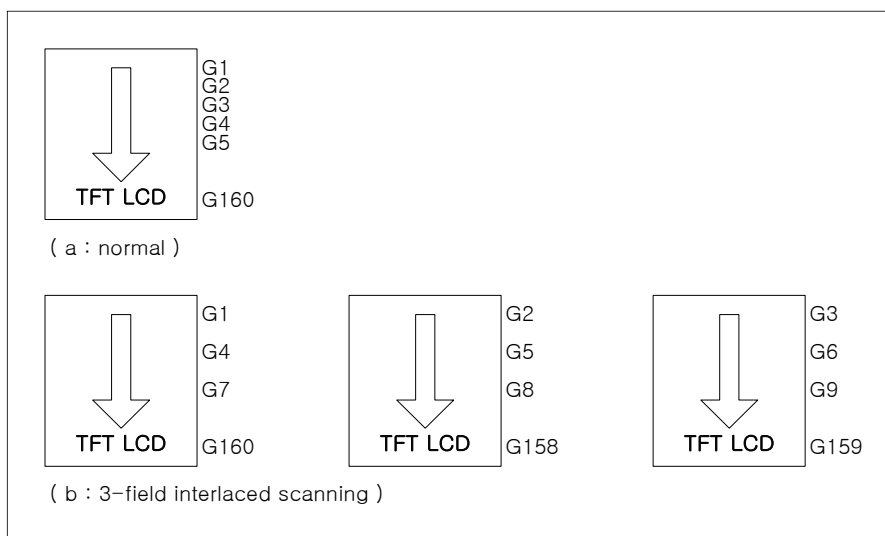 G1
G2
G3
G4
G5
TFT LCD
G160
( a : normal )
G1
G4
G7
TFT LCD
G160
G2
G5
G8
TFT LCD
G158
G3
G6
G9
TFT LCD
G159
( b : 3-field interlaced scanning )